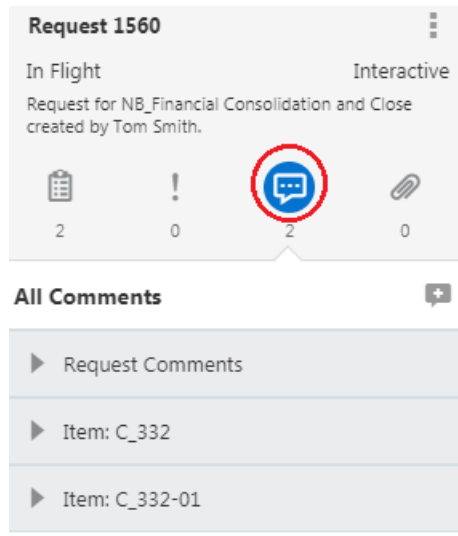 Request 1560
In Flight Interactive
Request for NB_Financial Consolidation and Close
created by Tom Smith.
2 0 2 0
All Comments
Request Comments
Item: C_332
Item: C_332-01